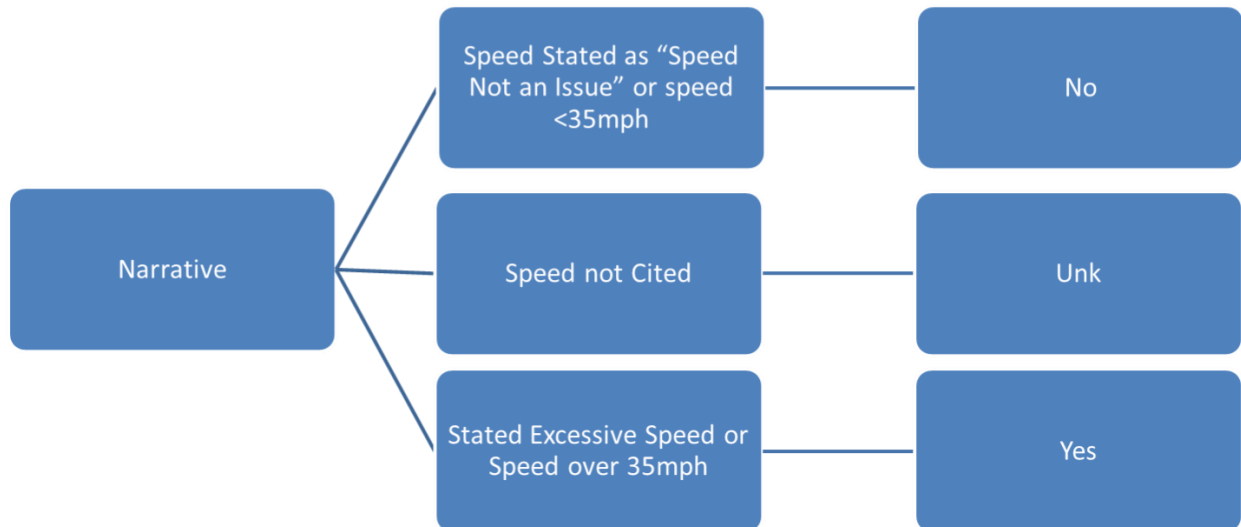 Speed Stated as “Speed
Not an Issue” or speed
<35mph
No
Narrative
Speed not Cited
Unk
Stated Excessive Speed or
Speed over 35mph
Yes